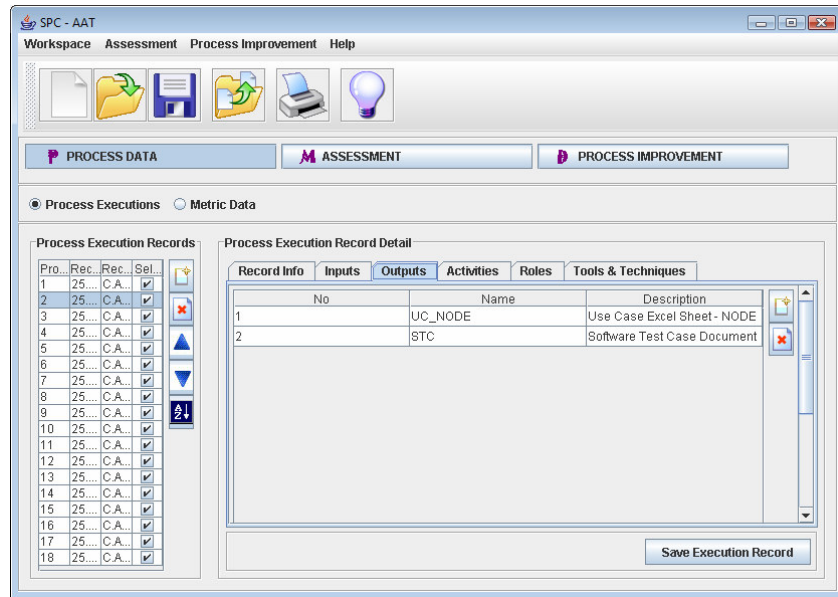 SPC - AAT
Workspace Assessment Process Improvement Help
P PROCESS DATA M ASSESSMENT D PROCESS IMPROVEMENT
Process Executions Metric Data
Process Execution Records
Pro... Rec... Rec... Sel...
1 25.... C.A...
2 25.... C.A...
3 25.... C.A...
4 25.... C.A...
5 25.... C.A...
6 25.... C.A...
7 25.... C.A...
8 25.... C.A...
9 25.... C.A...
10 25.... C.A...
11 25.... C.A...
12 25.... C.A...
13 25.... C.A...
14 25.... C.A...
15 25.... C.A...
16 25.... C.A...
17 25.... C.A...
18 25.... C.A...
A Z
Process Execution Record Detail
Record Info Inputs Outputs Activities Roles Tools & Techniques
No Name Description
1 UC_NODE Use Case Excel Sheet - NODE
2 STC Software Test Case Document
Save Execution Record